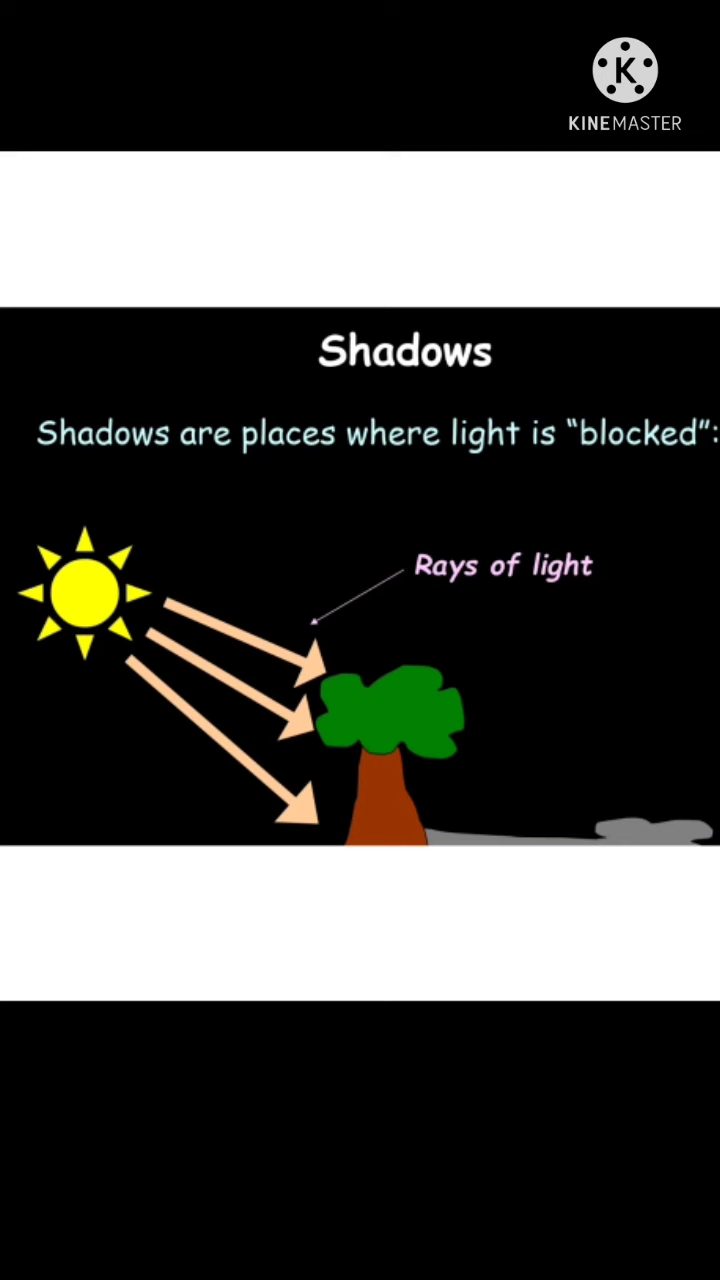 K
KINEMASTER
Shadows
Shadows are places where light is “blocked”:
Rays of light